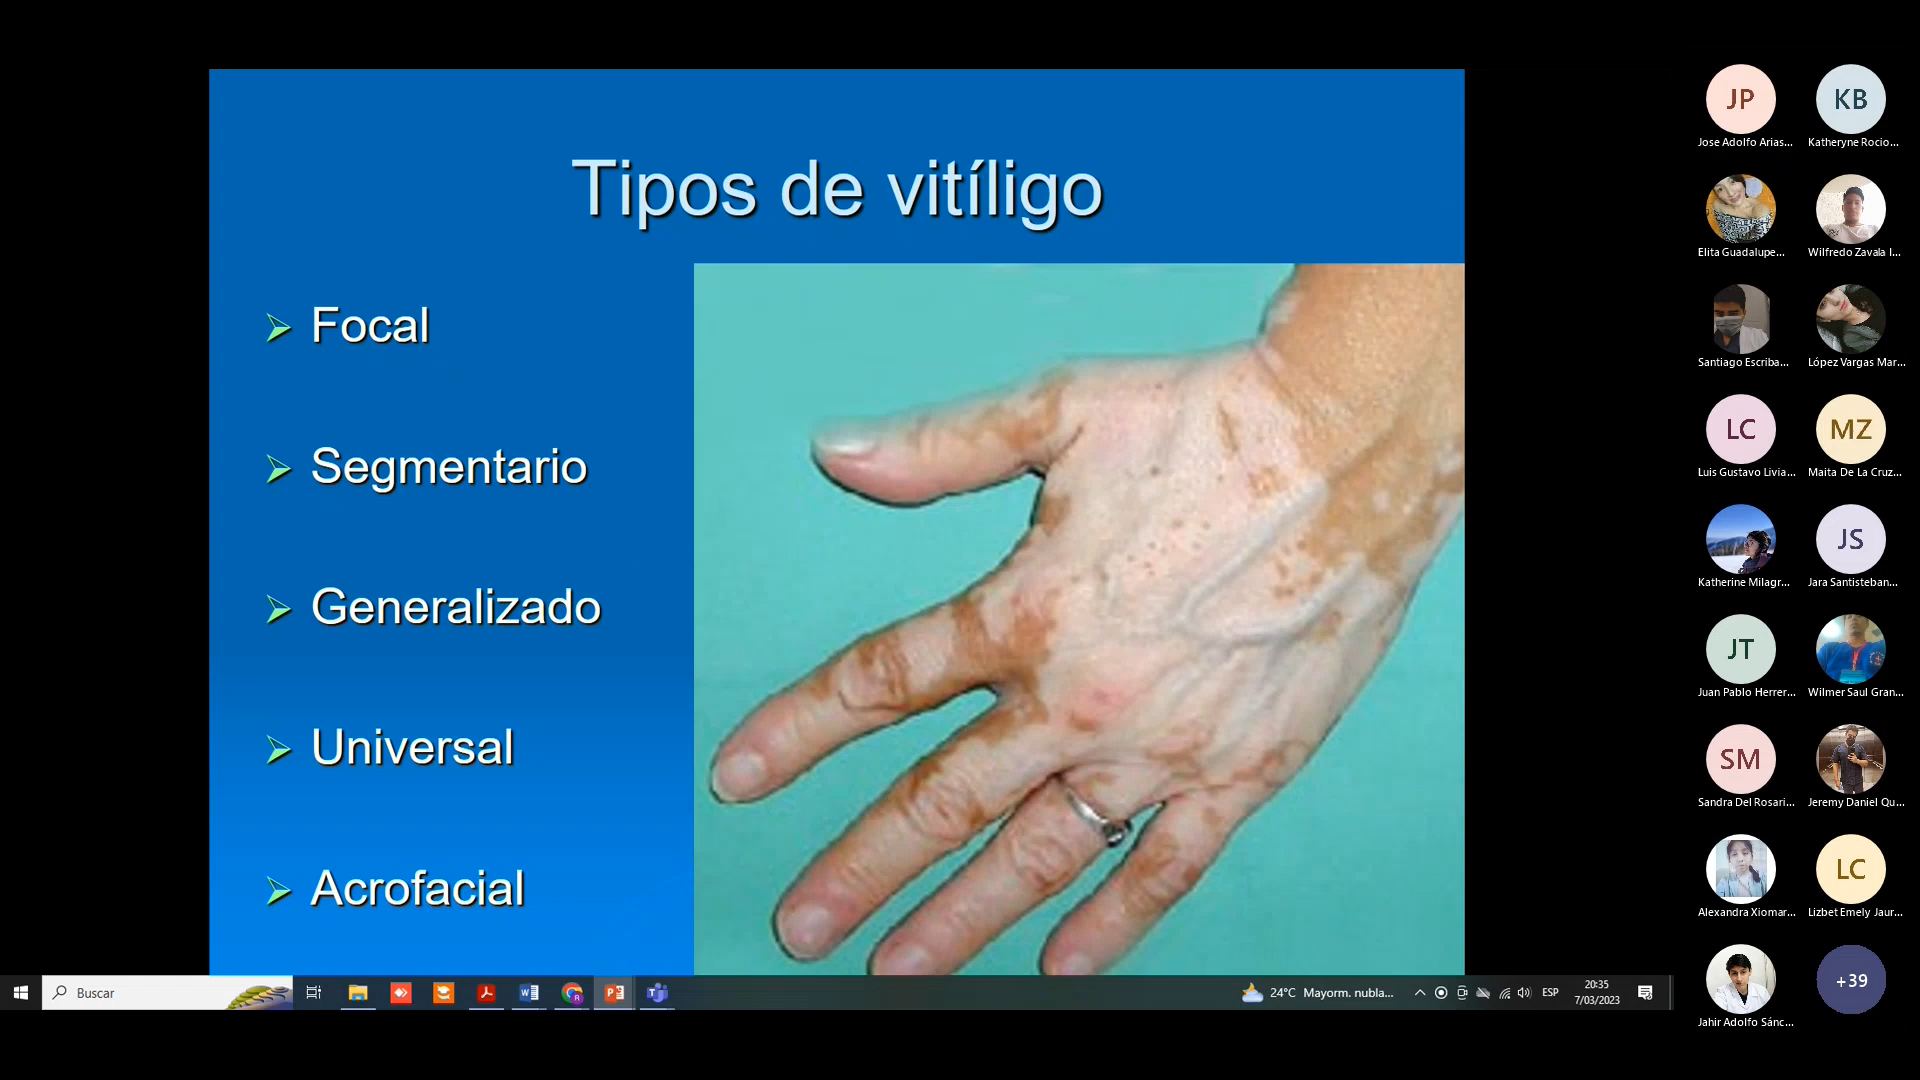 Tipos de vitíligo
Focal
Segmentario
Generalizado
Universal
Acrofacial
JP
KB
Jose Adolfo Arias...
Katheryne Rocio...
Elita Guadalupe...
Wilfredo Zavala I...
Santiago Escriba...
López Vargas Mar...
LC
MZ
Luis Gustavo Livia...
Maita De La Cruz...
JS
Katherine Milagr...
Jara Santisteban...
JT
Juan Pablo Herrer...
Wilmer Saul Gran...
SM
Sandra Del Rosari...
Jeremy Daniel Qu...
LC
Alexandra Xiomar...
Lizbet Emely Jaur...
+39
Jahir Adolfo Sánc...
Buscar
24°C Mayorm. nubla...
ESP
20:35
7/03/2023